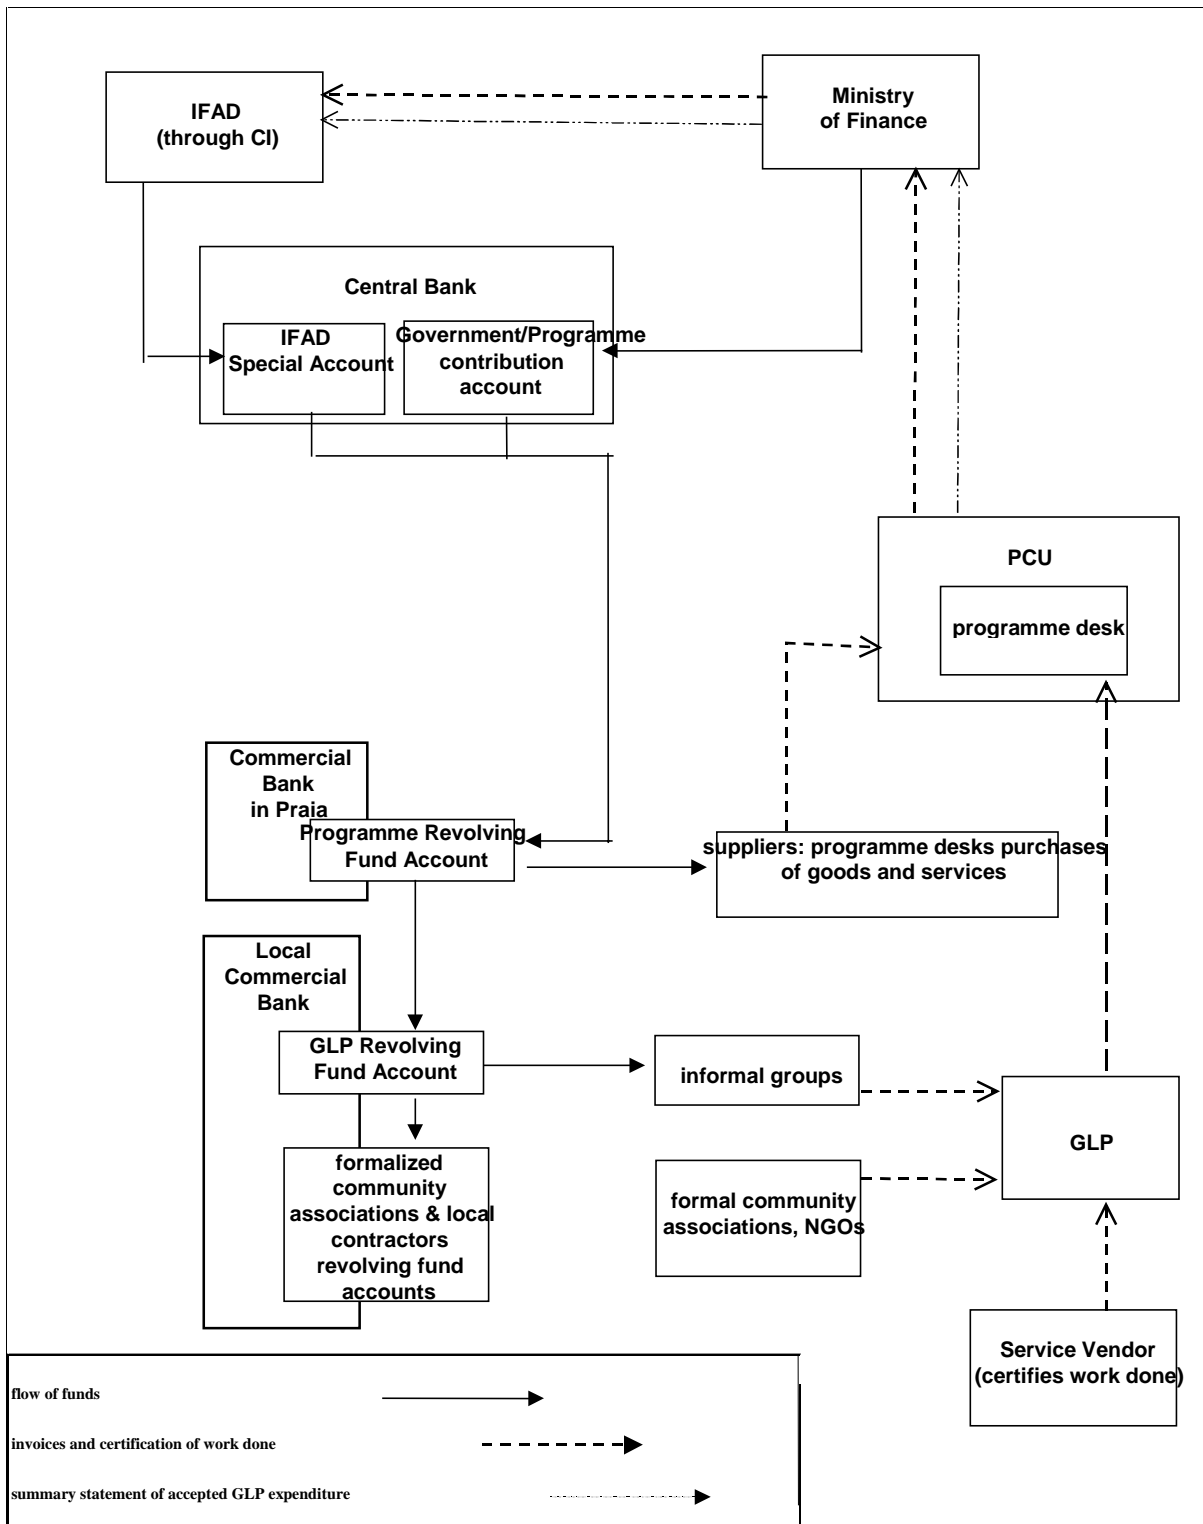 IFAD
(through CI)
Ministry
of Finance
Central Bank
IFAD
Special Account
Government/Programme
contribution
account
PCU
programme desk
Commercial
Bank
in Praia
Programme Revolving
Fund Account
suppliers: programme desks purchases
of goods and services
Local
Commercial
Bank
GLP Revolving
Fund Account
informal groups
GLP
formalized
community
associations & local
contractors
revolving fund
accounts
formal community
associations, NGOs
Service Vendor
(certifies work done)
flow of funds
invoices and certification of work done
summary statement of accepted GLP expenditure